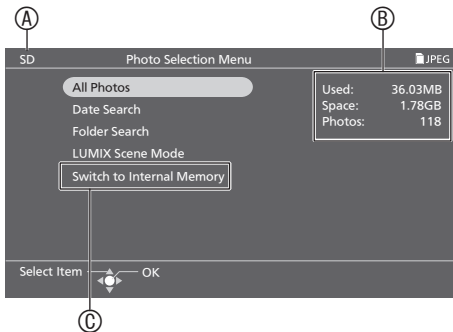 Ⓐ Ⓑ
SD Photo Selection Menu JPEG
All Photos
Date Search
Folder Search
LUMIX Scene Mode
Switch to Internal Memory
Used: 36.03MB
Space: 1.78GB
Photos: 118
Select Item OK
Ⓒ